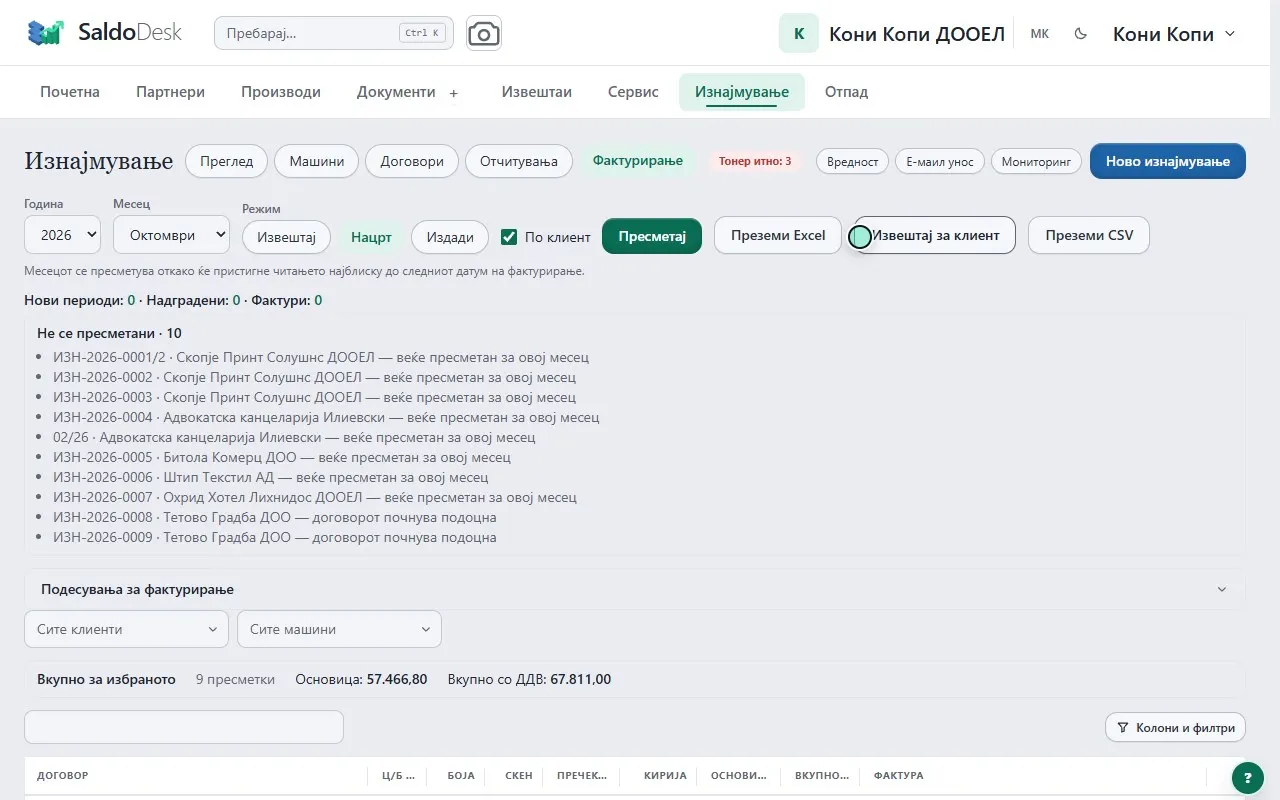 SaldoDesk
Пребарај... Ctrl K
К Кони Копи ДООЕЛ МК Кони Копи
Почетна Партнери Производи Документи + Извештаи Сервис Изнајмување Отпад
Изнајмување Преглед Машини Договори Отчитувања Фактурирање Тонер итно: 3 Вредност Е-маил унос Мониторинг Ново изнајмување
Година Месец Режим
2026 Октомври Извештај Нацрт Издади По клиент Пресметај Преземи Excel Извештај за клиент Преземи CSV
Месецот се пресметува откако ќе пристигне читањето најблиску до следниот датум на фактурирање.
Нови периоди: 0 · Надградени: 0 · Фактури: 0
Не се пресметани · 10
• ИЗН-2026-0001/2 · Скопје Принт Солушнс ДООЕЛ — веќе пресметан за овој месец
• ИЗН-2026-0002 · Скопје Принт Солушнс ДООЕЛ — веќе пресметан за овој месец
• ИЗН-2026-0003 · Скопје Принт Солушнс ДООЕЛ — веќе пресметан за овој месец
• ИЗН-2026-0004 · Адвокатска канцеларија Илиевски — веќе пресметан за овој месец
• 02/26 · Адвокатска канцеларија Илиевски — веќе пресметан за овој месец
• ИЗН-2026-0005 · Битола Комерц ДОО — веќе пресметан за овој месец
• ИЗН-2026-0006 · Штип Текстил АД — веќе пресметан за овој месец
• ИЗН-2026-0007 · Охрид Хотел Лихнидос ДООЕЛ — веќе пресметан за овој месец
• ИЗН-2026-0008 · Тетово Градба ДОО — договорот почнува подоцна
• ИЗН-2026-0009 · Тетово Градба ДОО — договорот почнува подоцна
Подесувања за фактурирање
Сите клиенти Сите машини
Вкупно за избраното 9 пресметки Основица: 57.466,80 Вкупно со ДДВ: 67.811,00
Колони и филтри
ДОГОВОР Ц/Б ... БОЈА СКЕН ПРЕЧЕК... КИРИЈА ОСНОВИ... ВКУПНО... ФАКТУРА
?